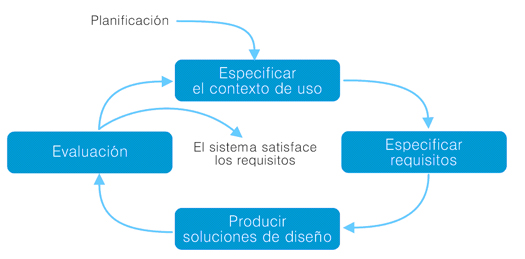 Planificación
Especificar
el contexto de uso
Evaluación
El sistema satisface
los requisitos
Especificar
requisitos
Producir
soluciones de diseño